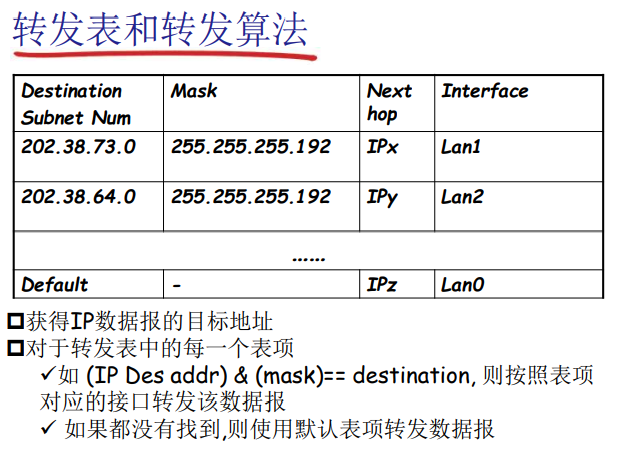 转发表和转发算法
Destination Subnet Num Mask Next hop Interface
202.38.73.0 255.255.255.192 IPx Lan1
202.38.64.0 255.255.255.192 IPy Lan2
……
Default - IPz Lan0
获得IP数据报的目标地址
对于转发表中的每一个表项
✓如 (IP Des addr) & (mask)== destination, 则按照表项
对应的接口转发该数据报
✓ 如果都没有找到,则使用默认表项转发数据报